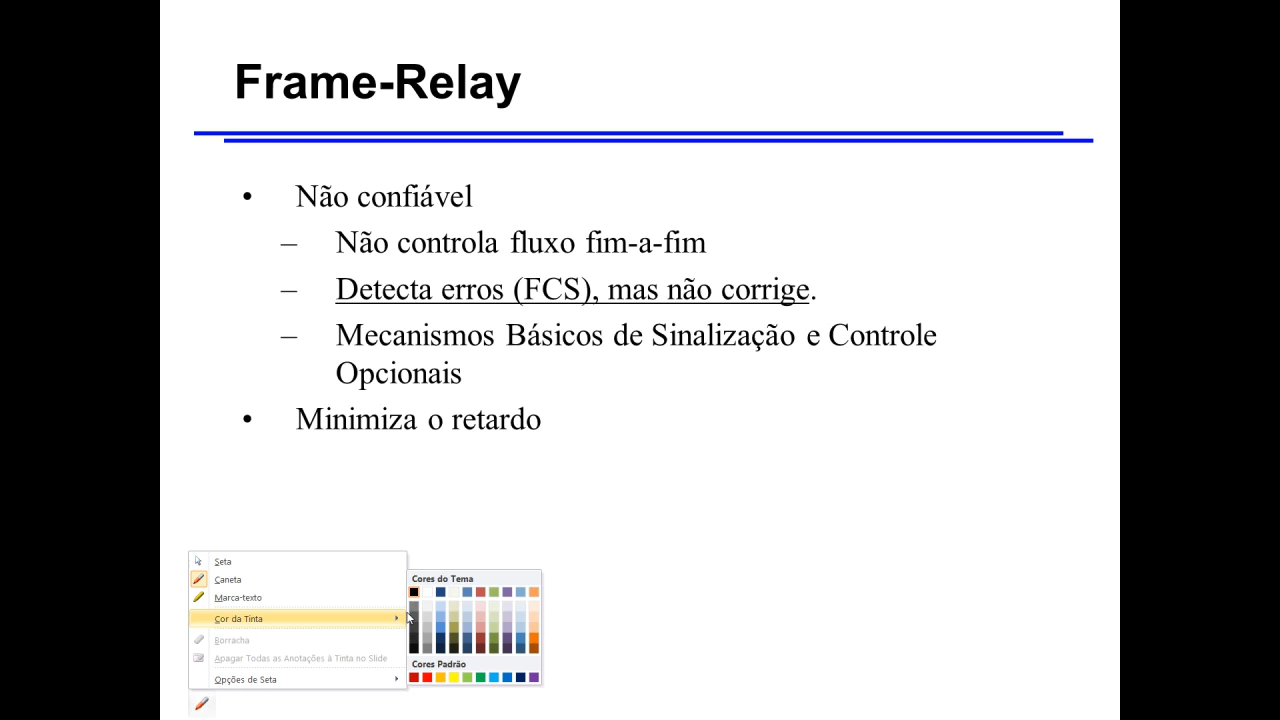 Frame-Relay
• Não confiável
– Não controla fluxo fim-a-fim
– Detecta erros (FCS), mas não corrige.
– Mecanismos Básicos de Sinalização e Controle
Opcionais
• Minimiza o retardo
Seta
Caneta
Marca-texto
Cor da Tinta
Borracha
Apagar Todas as Anotações à Tinta no Slide
Opções de Seta
Cores do Tema
Cores Padrão